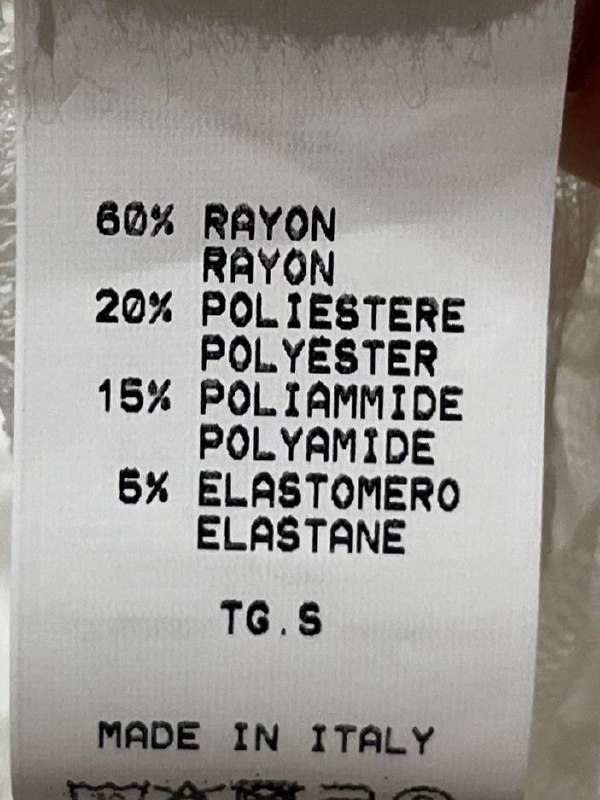 60% RAYON
RAYON
20% POLIESTERE
POLYESTER
15% POLIAMMIDE
POLYAMIDE
5% ELASTOMERO
ELASTANE
TG.S
MADE IN ITALY